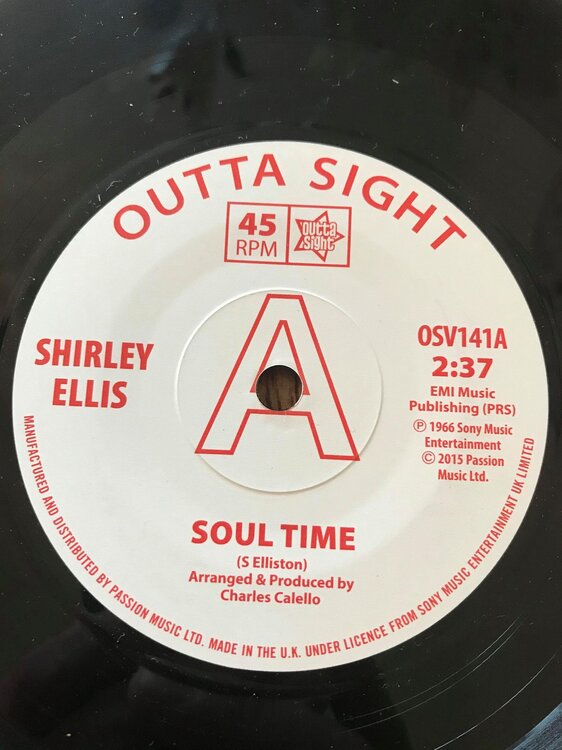 OUTTA SIGHT
45
RPM
outta
sight
A
SHIRLEY
ELLIS
OSV141A
2:37
EMI Music
Publishing (PRS)
℗ 1966 Sony Music
Entertainment
© 2015 Passion
Music Ltd.
SOUL TIME
(S Elliston)
Arranged & Produced by
Charles Calello
MANUFACTURED AND DISTRIBUTED BY PASSION MUSIC LTD. MADE IN THE U.K. UNDER LICENCE FROM SONY MUSIC ENTERTAINMENT UK LIMITED